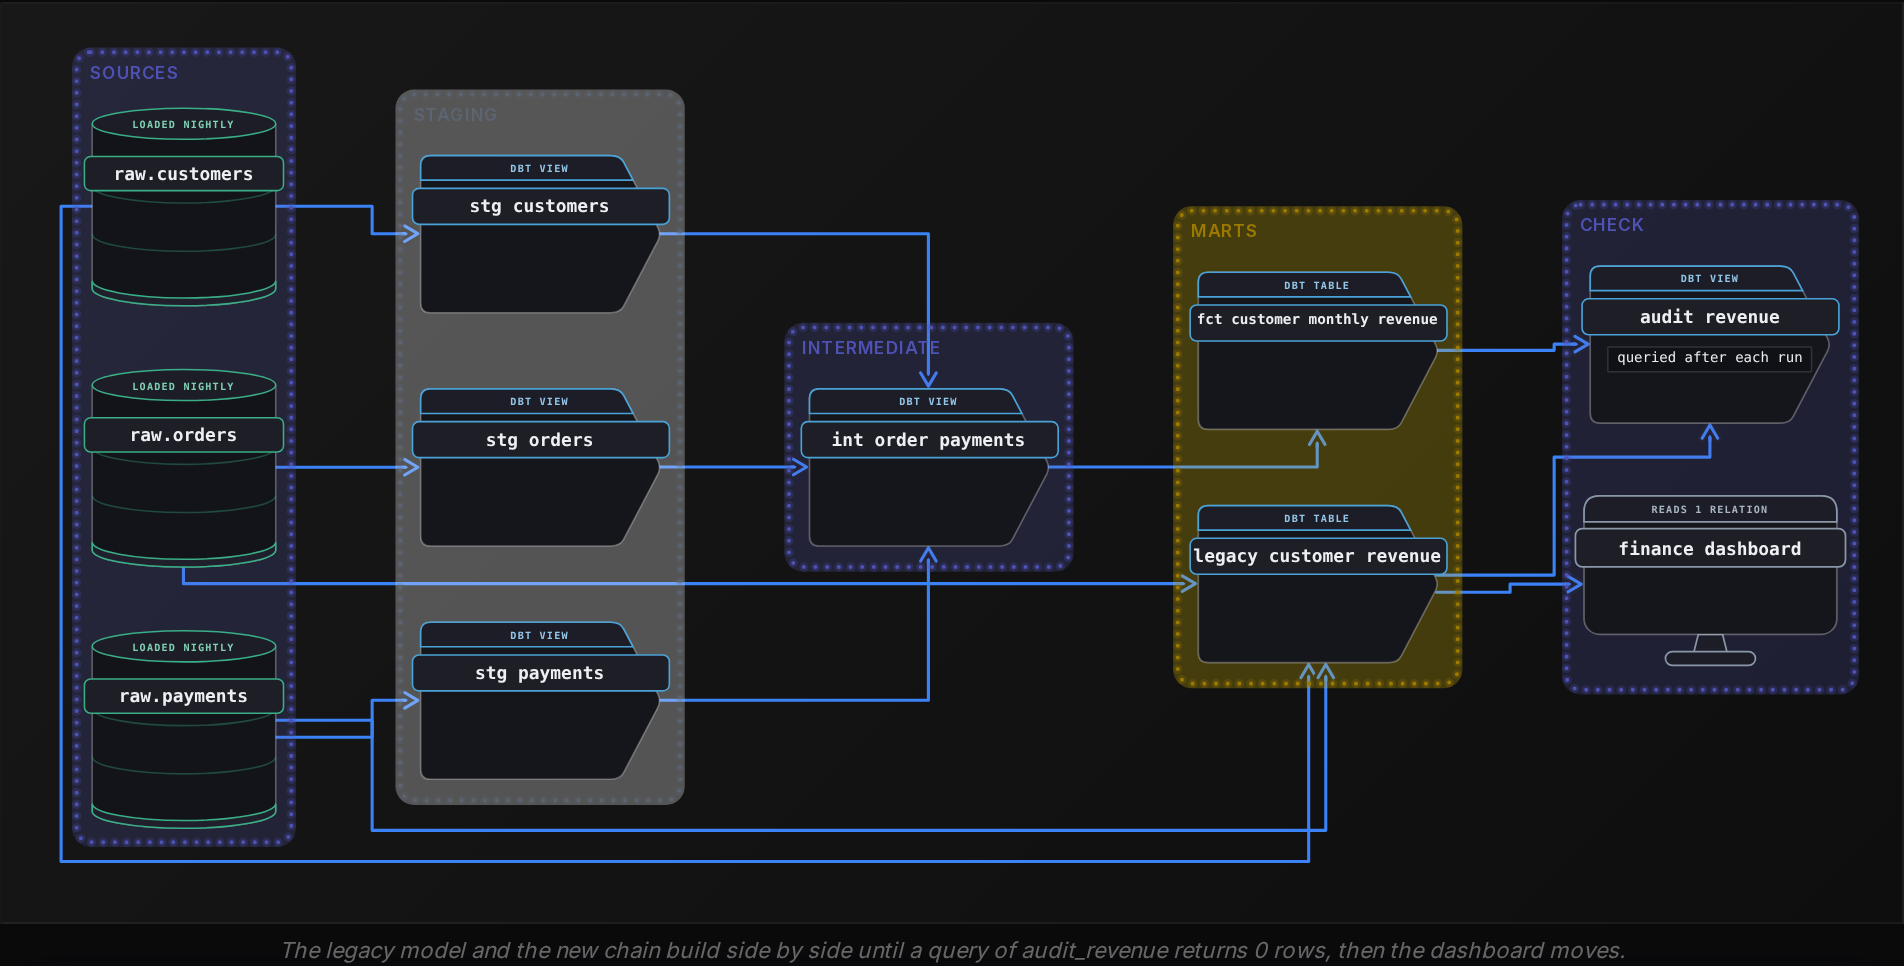 SOURCES
LOADED NIGHTLY
raw.customers
LOADED NIGHTLY
raw.orders
LOADED NIGHTLY
raw.payments
STAGING
DBT VIEW
stg customers
DBT VIEW
stg orders
DBT VIEW
stg payments
INTERMEDIATE
DBT VIEW
int order payments
MARTS
DBT TABLE
fct customer monthly revenue
DBT TABLE
legacy customer revenue
CHECK
DBT VIEW
audit revenue
queried after each run
READS 1 RELATION
finance dashboard
The legacy model and the new chain build side by side until a query of audit_revenue returns 0 rows, then the dashboard moves.